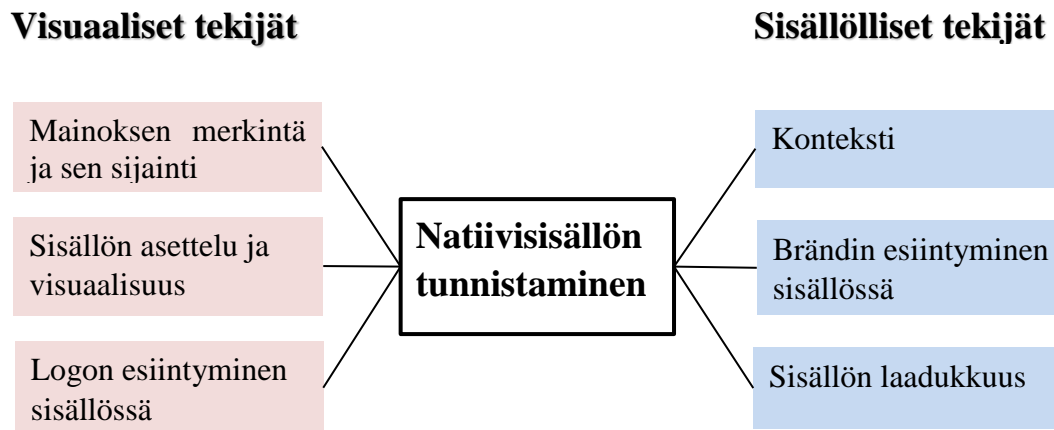 Visuaaliset tekijät
Sisällölliset tekijät
Mainoksen merkintä
ja sen sijainti
Sisällön asettelu ja
visuaalisuus
Logon esiintyminen
sisällössä
Natiivisisällön
tunnistaminen
Konteksti
Brändin esiintyminen
sisällössä
Sisällön laadukkuus